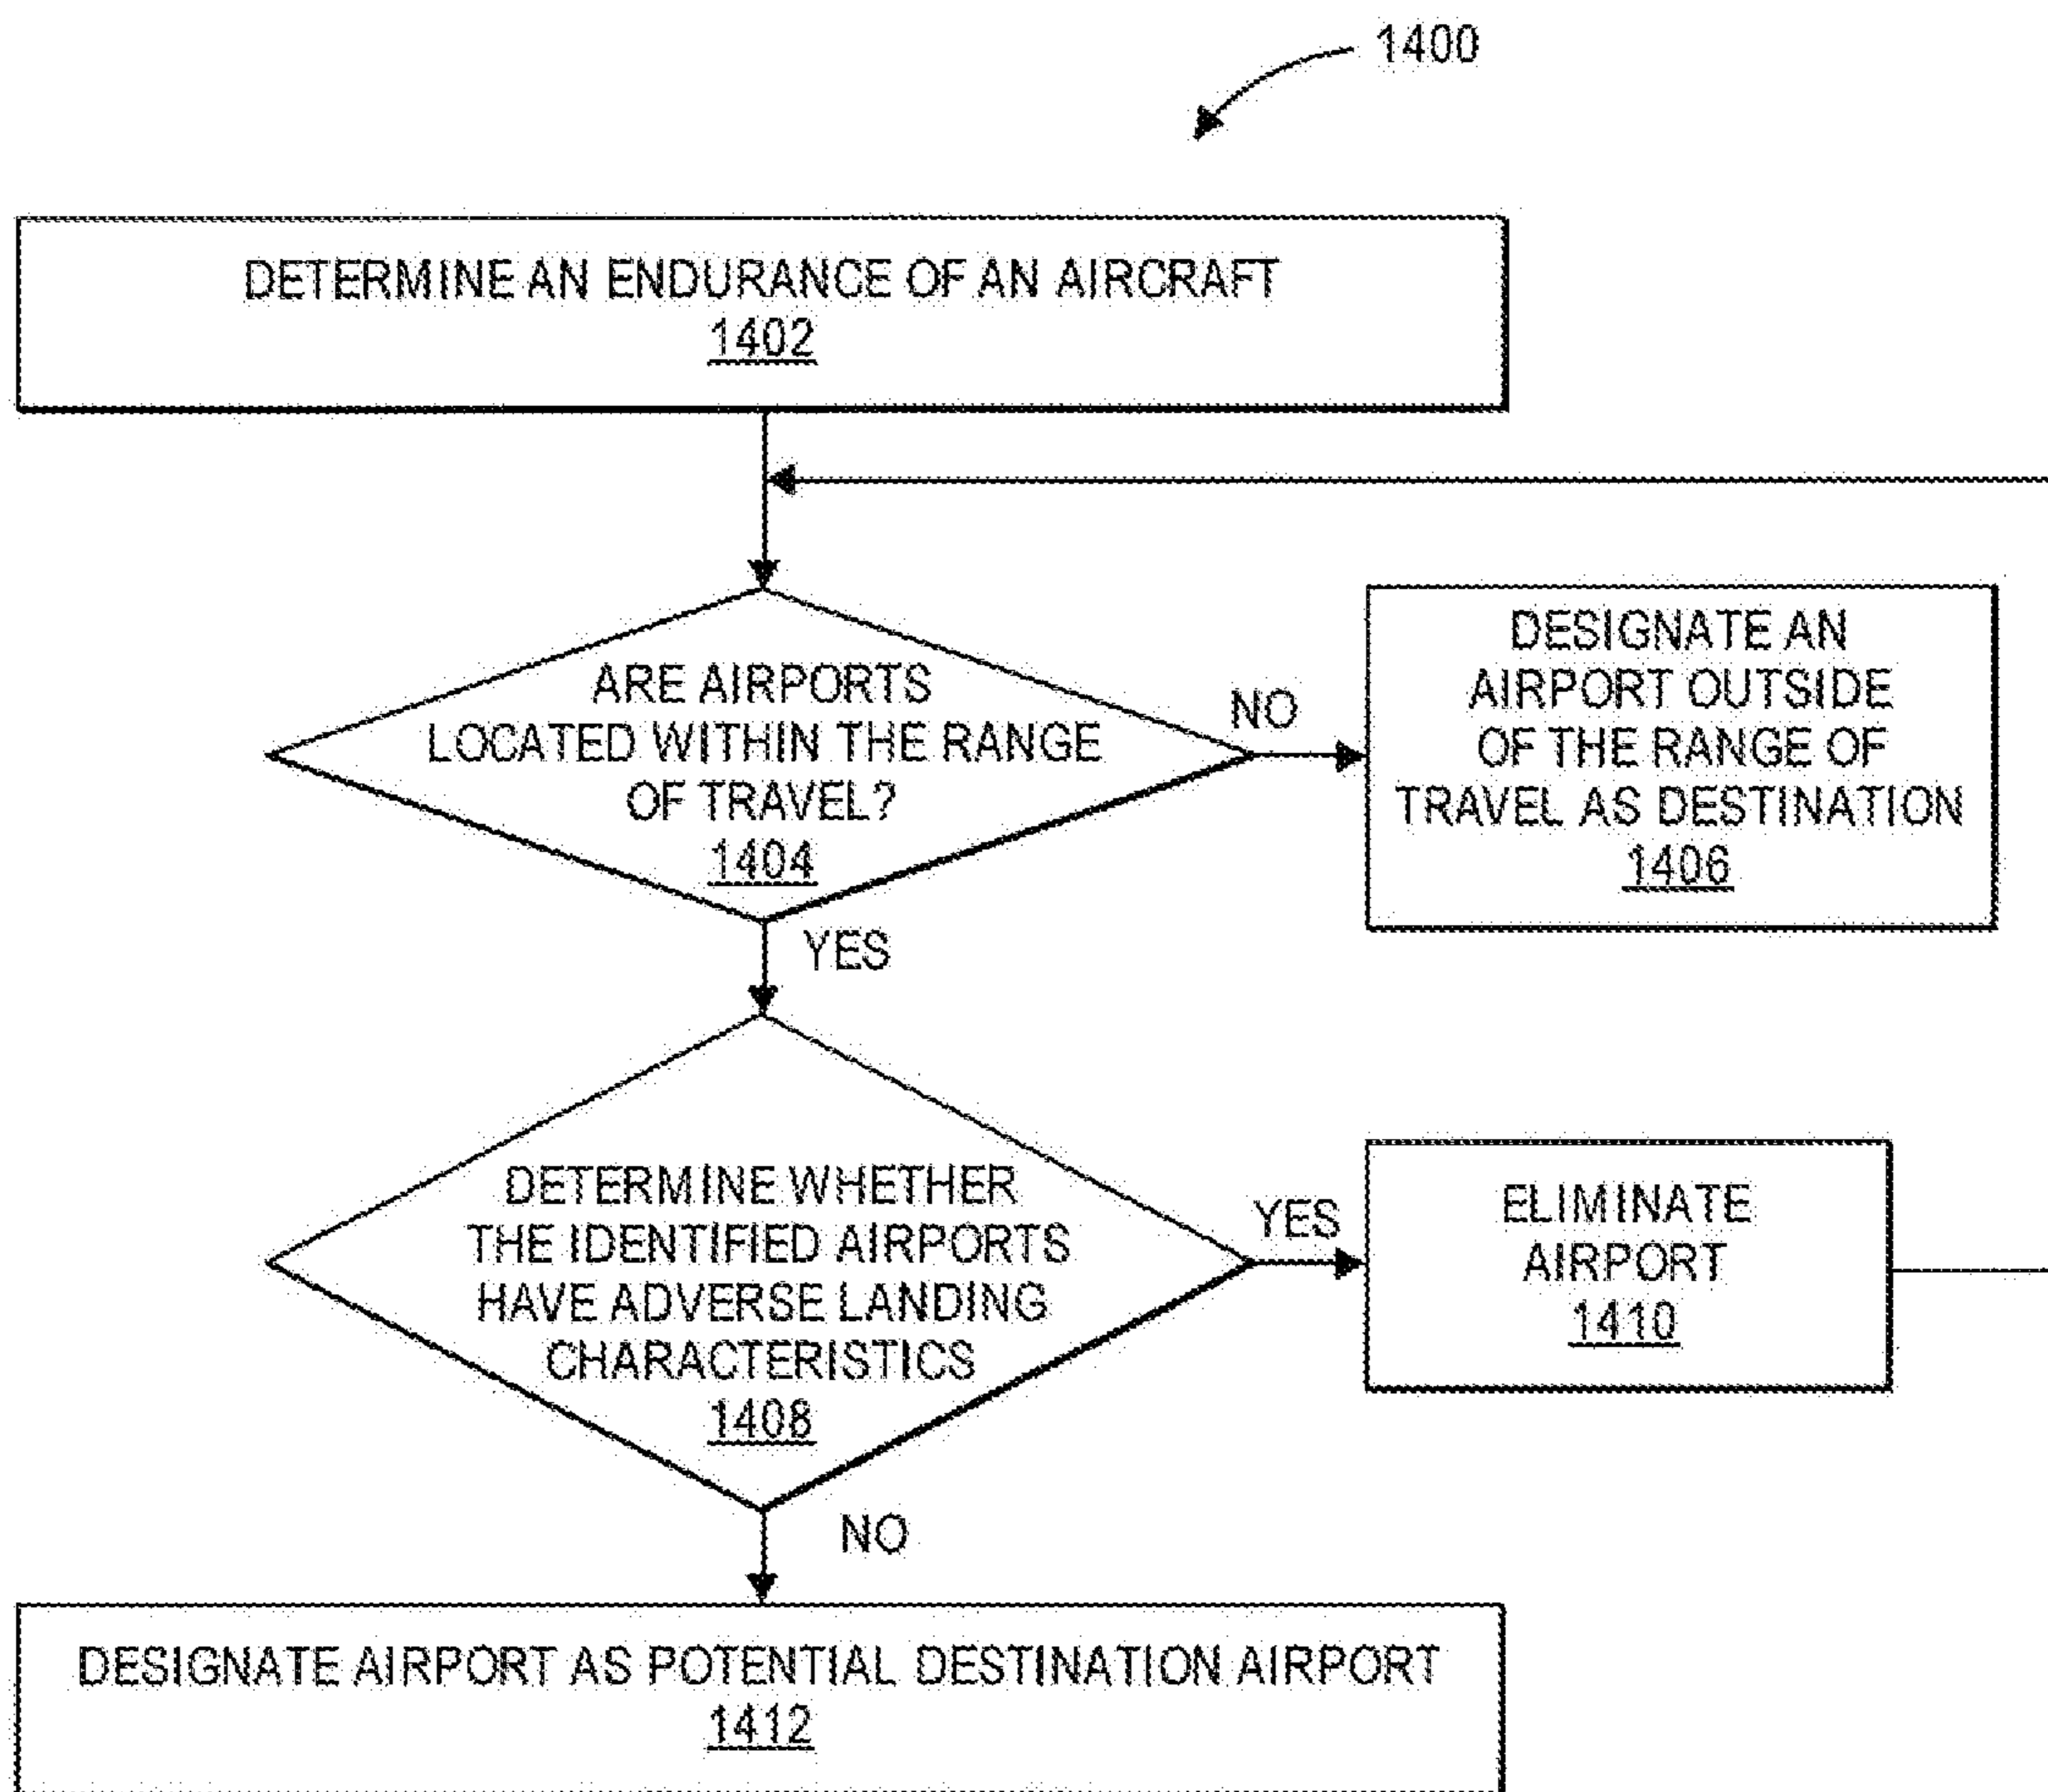 1400
DETERMINE AN ENDURANCE OF AN AIRCRAFT
1402
ARE AIRPORTS
LOCATED WITHIN THE RANGE
OF TRAVEL?
1404
NO
DESIGNATE AN
AIRPORT OUTSIDE
OF THE RANGE OF
TRAVEL AS DESTINATION
1406
YES
DETERMINE WHETHER
THE IDENTIFIED AIRPORTS
HAVE ADVERSE LANDING
CHARACTERISTICS
1408
YES
ELIMINATE
AIRPORT
1410
NO
DESIGNATE AIRPORT AS POTENTIAL DESTINATION AIRPORT
1412